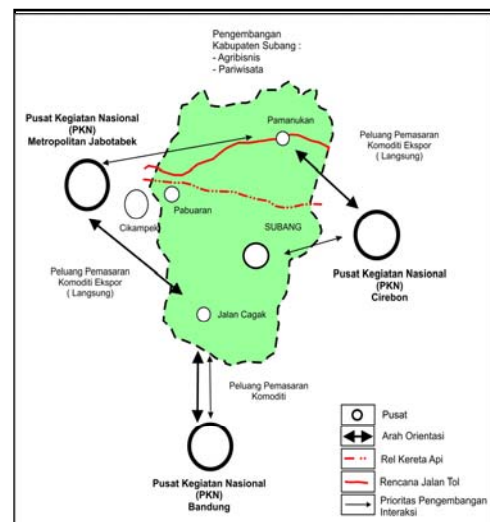 Pengembangan
Kabupaten Subang :
- Agribisnis
- Pariwisata
Pusat Kegiatan Nasional
(PKN)
Metropolitan Jabotabek
Pamanukan
Peluang Pemasaran
Komoditi Ekspor
( Langsung)
Cikampek
Pabuaran
SUBANG
Pusat Kegiatan Nasional
(PKN)
Cirebon
Peluang Pemasaran
Komoditi Ekspor
( Langsung)
Jalan Cagak
Peluang Pemasaran
Komoditi
Pusat Kegiatan Nasional
(PKN)
Bandung
Pusat
Arah Orientasi
Rel Kereta Api
Rencana Jalan Tol
Prioritas Pengembangan
Interaksi